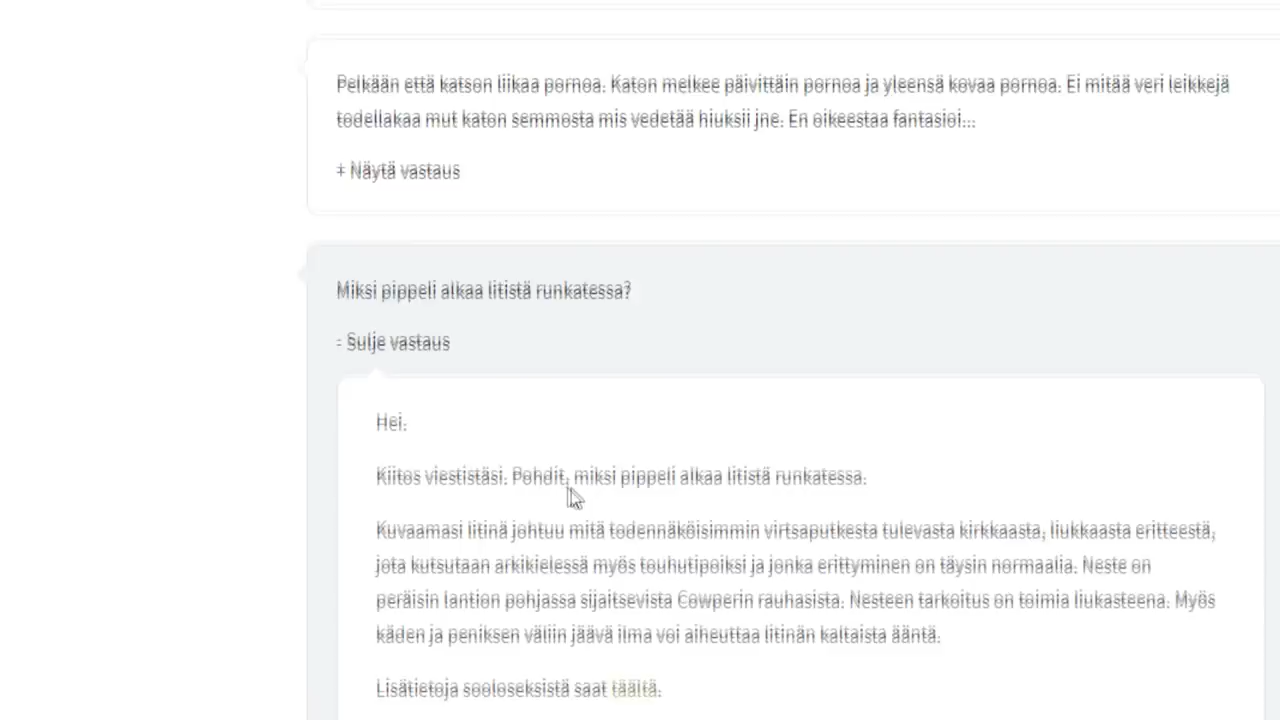 Pelkään että katson liikaa pornoa. Katon melkee päivittäin pornoa ja yleensä kovaa pornoa. Ei mitää veri leikkejä
todellakaa mut katon semmosta mis vedetää hiuksii jne. En oikeestaa fantasioi...
+ Näytä vastaus
Miksi pippeli alkaa litistä runkatessa?
- Sulje vastaus
Hei.
Kiitos viestistäsi. Pohdit, miksi pippeli alkaa litistä runkatessa.
Kuvaamasi litinä johtuu mitä todennäköisimmin virtsaputkesta tulevasta kirkkaasta, liukkaasta eritteestä,
jota kutsutaan arkikielessä myös touhutipoiksi ja jonka erittyminen on täysin normaalia. Neste on
peräisin lantion pohjassa sijaitsevista Cowperin rauhasista. Nesteen tarkoitus on toimia liukasteena. Myös
käden ja peniksen väliin jäävä ilma voi aiheuttaa litinän kaltaista ääntä.
Lisätietoja sooloseksistä saat täältä.